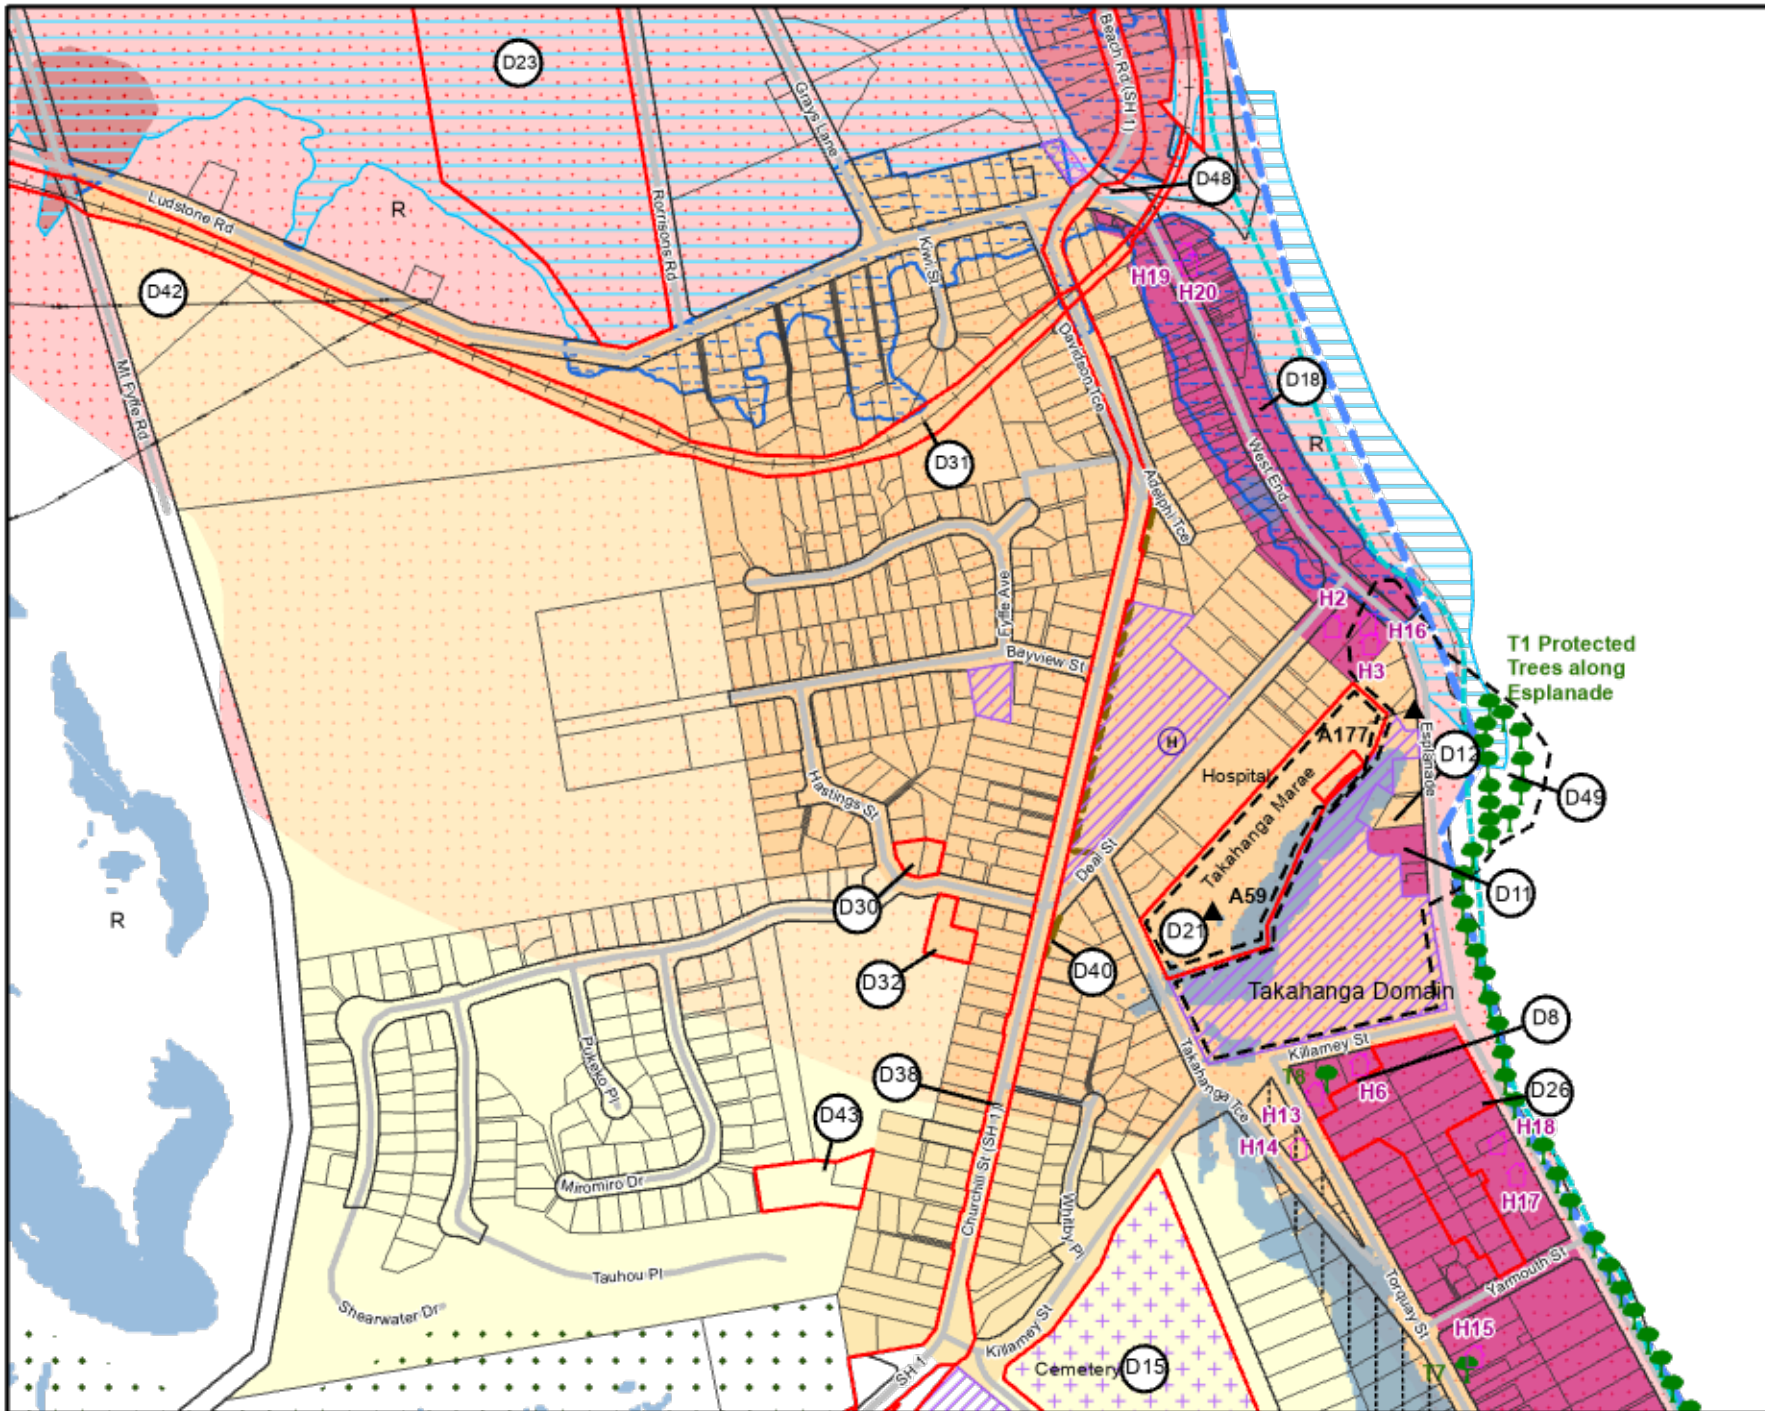 D23
Beach Rd (SH 1)
Grays Lane
D48
Ludstone Rd
R
Rorrisons Rd
Kiwi St
H19
H20
D42
Davidson Tce
D18
Mt Fyffe Rd
R
West End
D31
Adelphi Tce
Fyffe Ave
H2
H16
Bayview St
H3
T1 Protected
Trees along
Esplanade
A177
Esplanade
D12
H
Hospital
Takahanga Marae
D49
Hastings St
Deal St
D11
A59
D30
R
D21
D32
D40
Takahanga Domain
D8
Killarney St
Pukeko Pl
D38
T8
H6
D26
Takahanga Tce
H13
H18
D43
H14
Churchill St (SH 1)
Miromiro Dr
H17
Whitby Pl
Tauhou Pl
Yarmouth St
Shearwater Dr
Torquay St
H15
Killarney St
SH 1
Cemetery
D15
T7